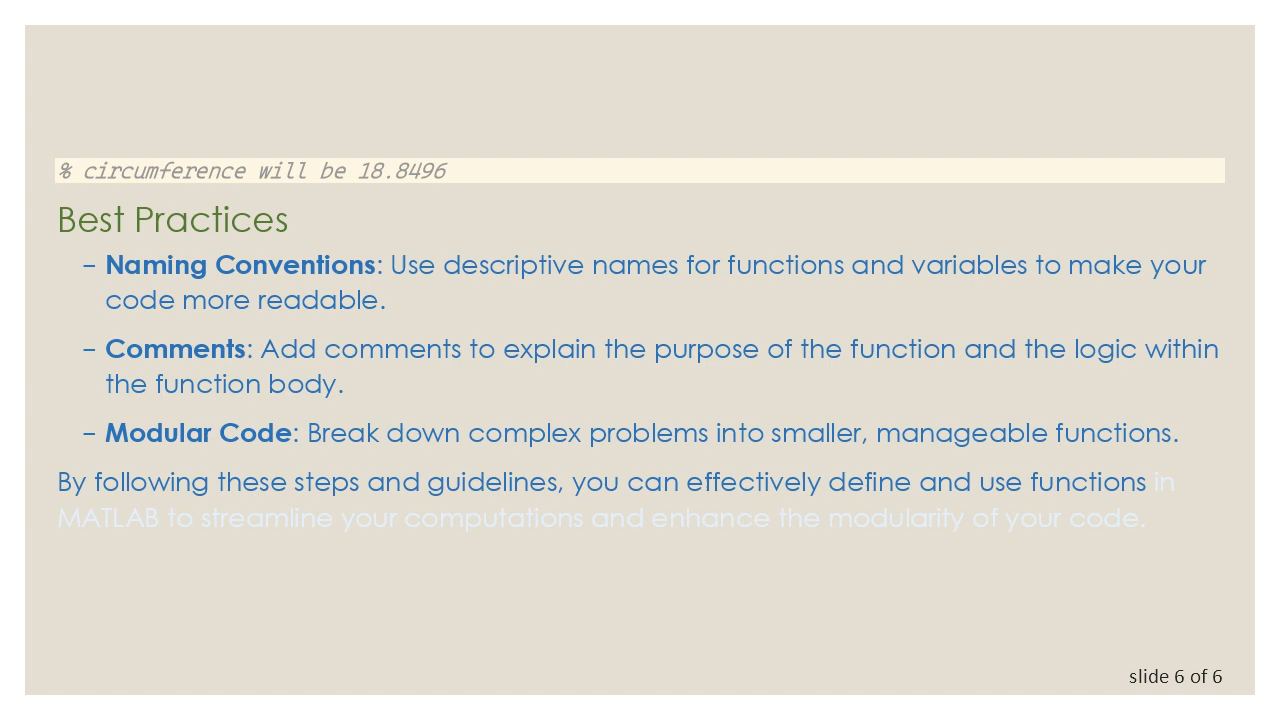 % circumference will be 18.8496
Best Practices
– Naming Conventions: Use descriptive names for functions and variables to make your
code more readable.
– Comments: Add comments to explain the purpose of the function and the logic within
the function body.
– Modular Code: Break down complex problems into smaller, manageable functions.
By following these steps and guidelines, you can effectively define and use functions in
MATLAB to streamline your computations and enhance the modularity of your code.
slide 6 of 6